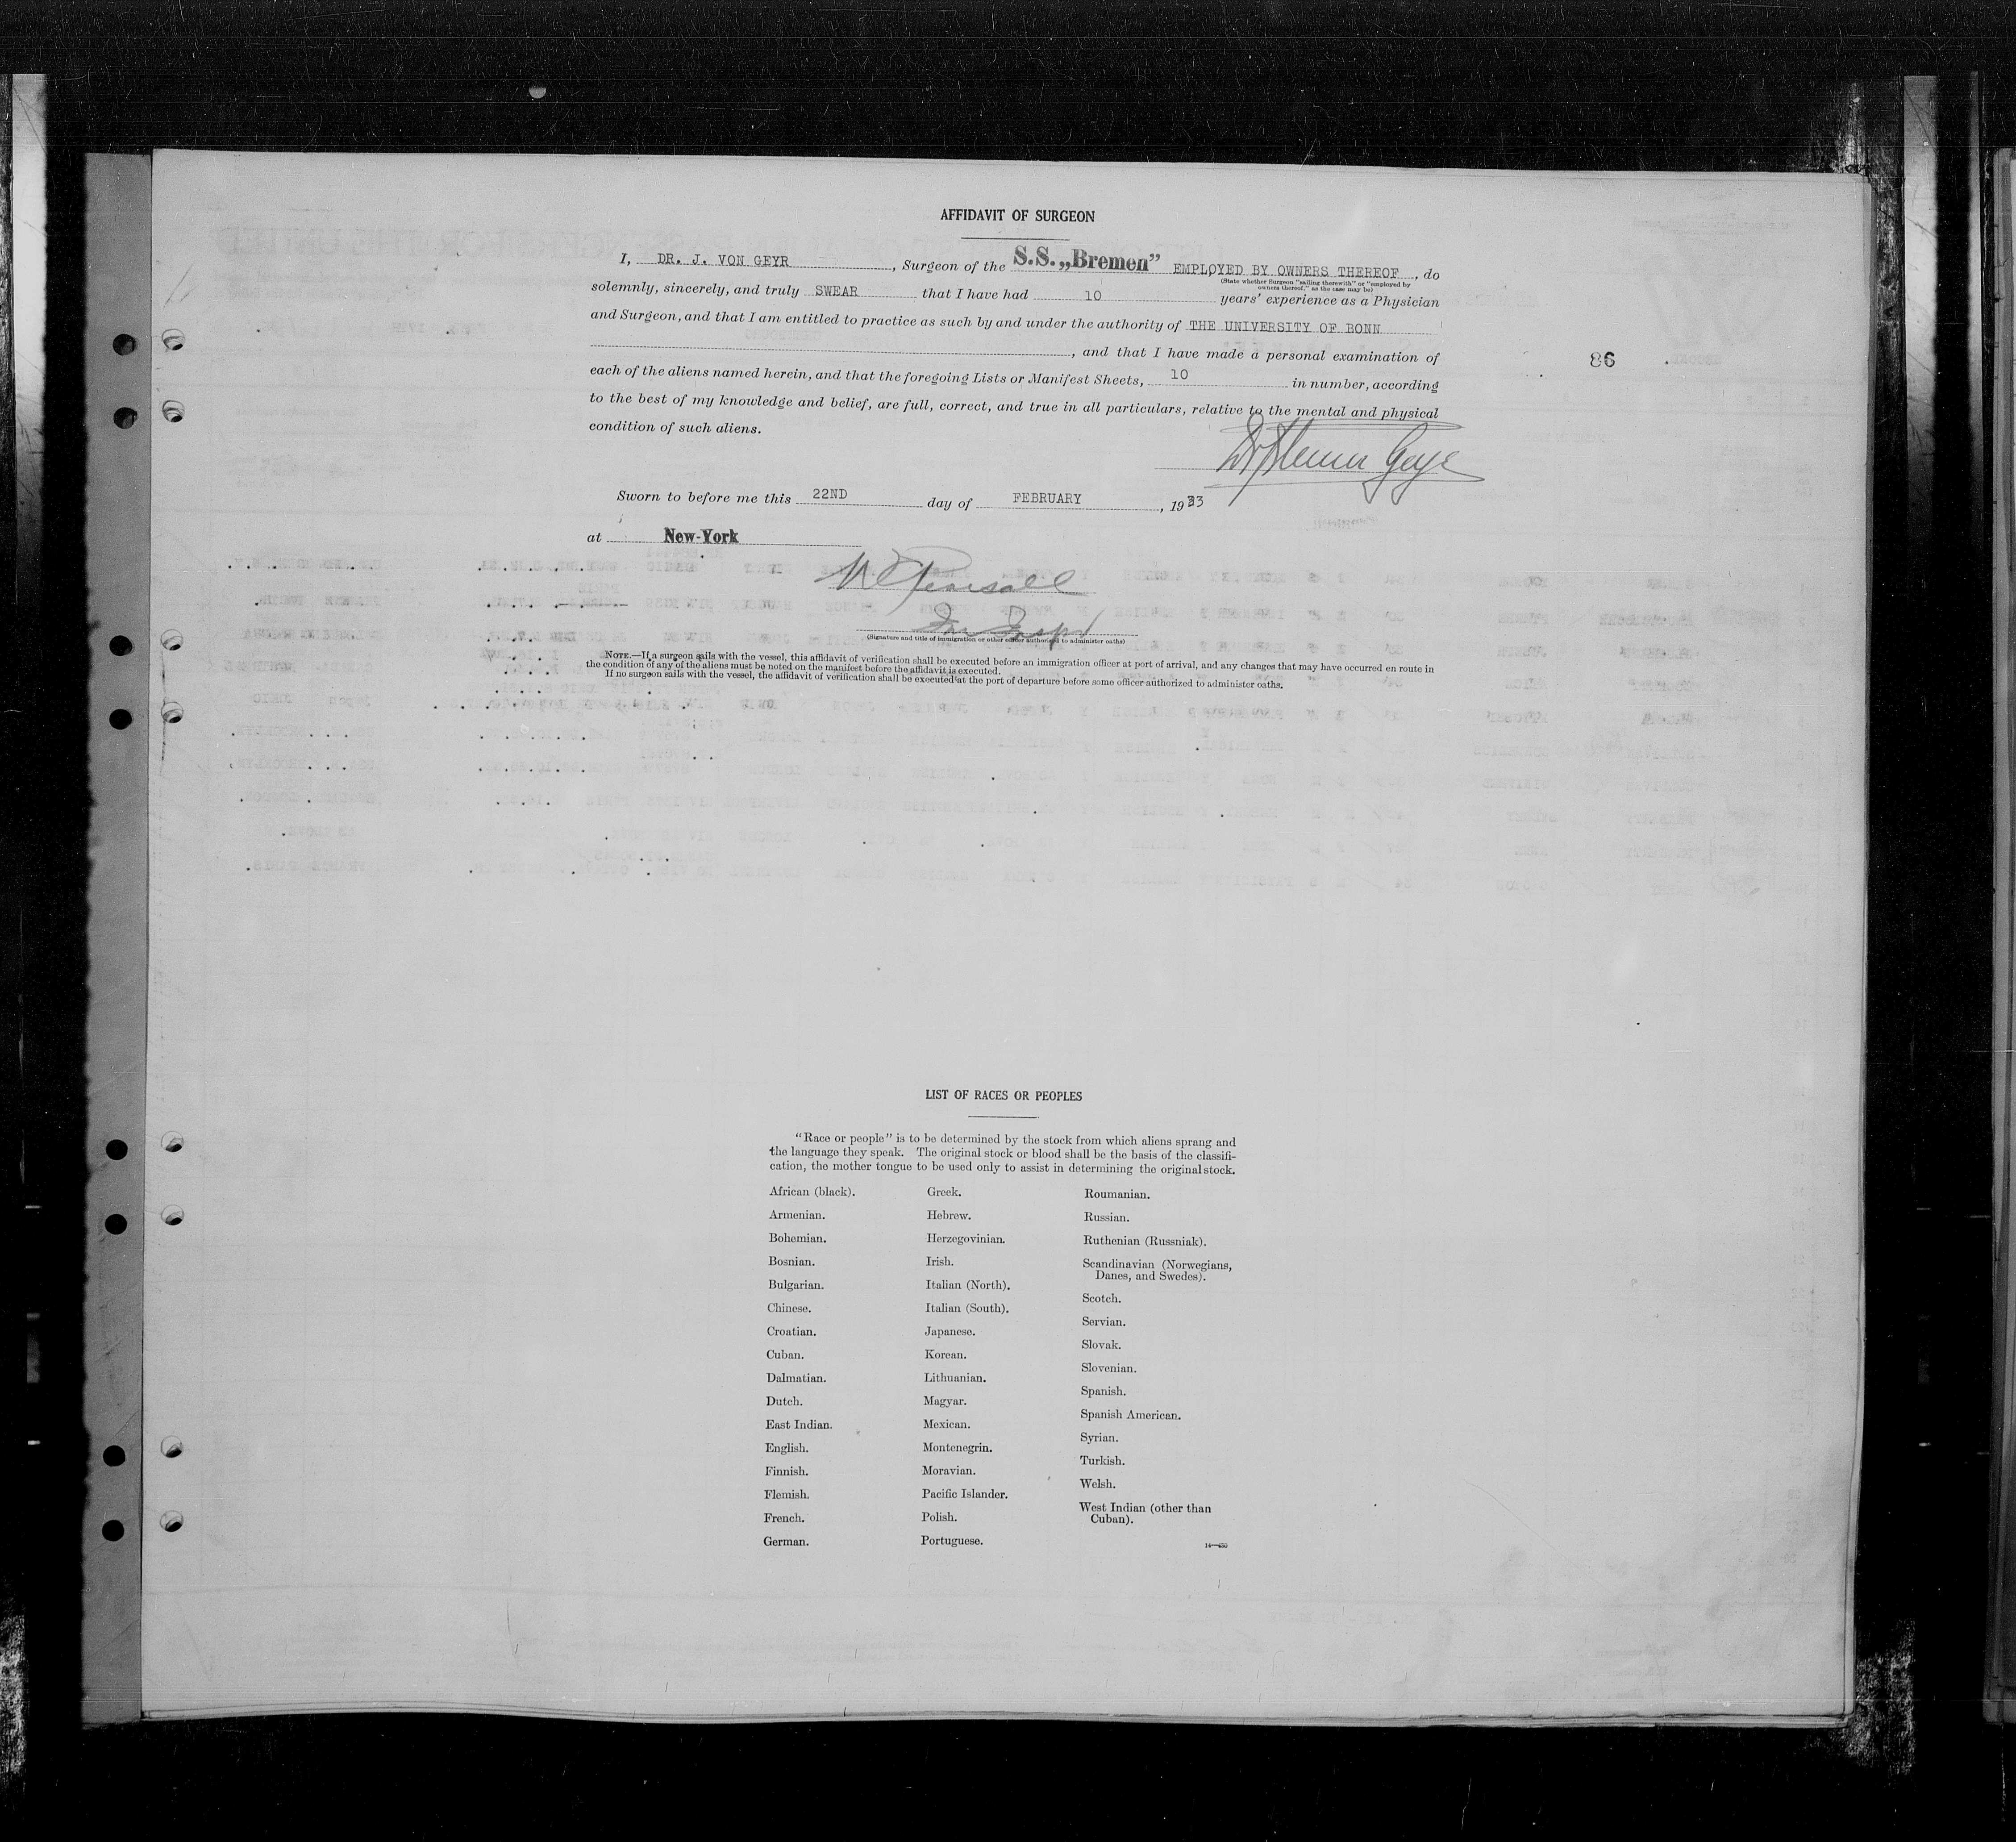 AFFIDAVIT OF SURGEON
I, DR. J. VON GEYR, Surgeon of the S.S. „Bremen” EMPLOYED BY OWNERS THEREOF, do
(State whether Surgeon "sailing therewith" or "employed by owners thereof," as the case may be)
solemnly, sincerely, and truly SWEAR that I have had 10 years' experience as a Physician
and Surgeon, and that I am entitled to practice as such by and under the authority of THE UNIVERSITY OF BONN
, and that I have made a personal examination of
86
each of the aliens named herein, and that the foregoing Lists or Manifest Sheets, 10 in number, according
to the best of my knowledge and belief, are full, correct, and true in all particulars, relative to the mental and physical
condition of such aliens.
Geyr
Sworn to before me this 22ND day of FEBRUARY, 1933
at New-York
Pearsall
(Signature and title of immigration or other officer authorized to administer oaths)
NOTE.—If a surgeon sails with the vessel, this affidavit of verification shall be executed before an immigration officer at port of arrival, and any changes that may have occurred en route in
the condition of any of the aliens must be noted on the manifest before the affidavit is executed.
If no surgeon sails with the vessel, the affidavit of verification shall be executed at the port of departure before some officer authorized to administer oaths.
LIST OF RACES OR PEOPLES
"Race or people" is to be determined by the stock from which aliens sprang and
the language they speak. The original stock or blood shall be the basis of the classifi-
cation, the mother tongue to be used only to assist in determining the original stock.
African (black).
Armenian.
Bohemian.
Bosnian.
Bulgarian.
Chinese.
Croatian.
Cuban.
Dalmatian.
Dutch.
East Indian.
English.
Finnish.
Flemish.
French.
German.
Greek.
Hebrew.
Herzegovinian.
Irish.
Italian (North).
Italian (South).
Japanese.
Korean.
Lithuanian.
Magyar.
Mexican.
Montenegrin.
Moravian.
Pacific Islander.
Polish.
Portuguese.
Roumanian.
Russian.
Ruthenian (Russniak).
Scandinavian (Norwegians,
Danes, and Swedes).
Scotch.
Servian.
Slovak.
Slovenian.
Spanish.
Spanish American.
Syrian.
Turkish.
Welsh.
West Indian (other than
Cuban).